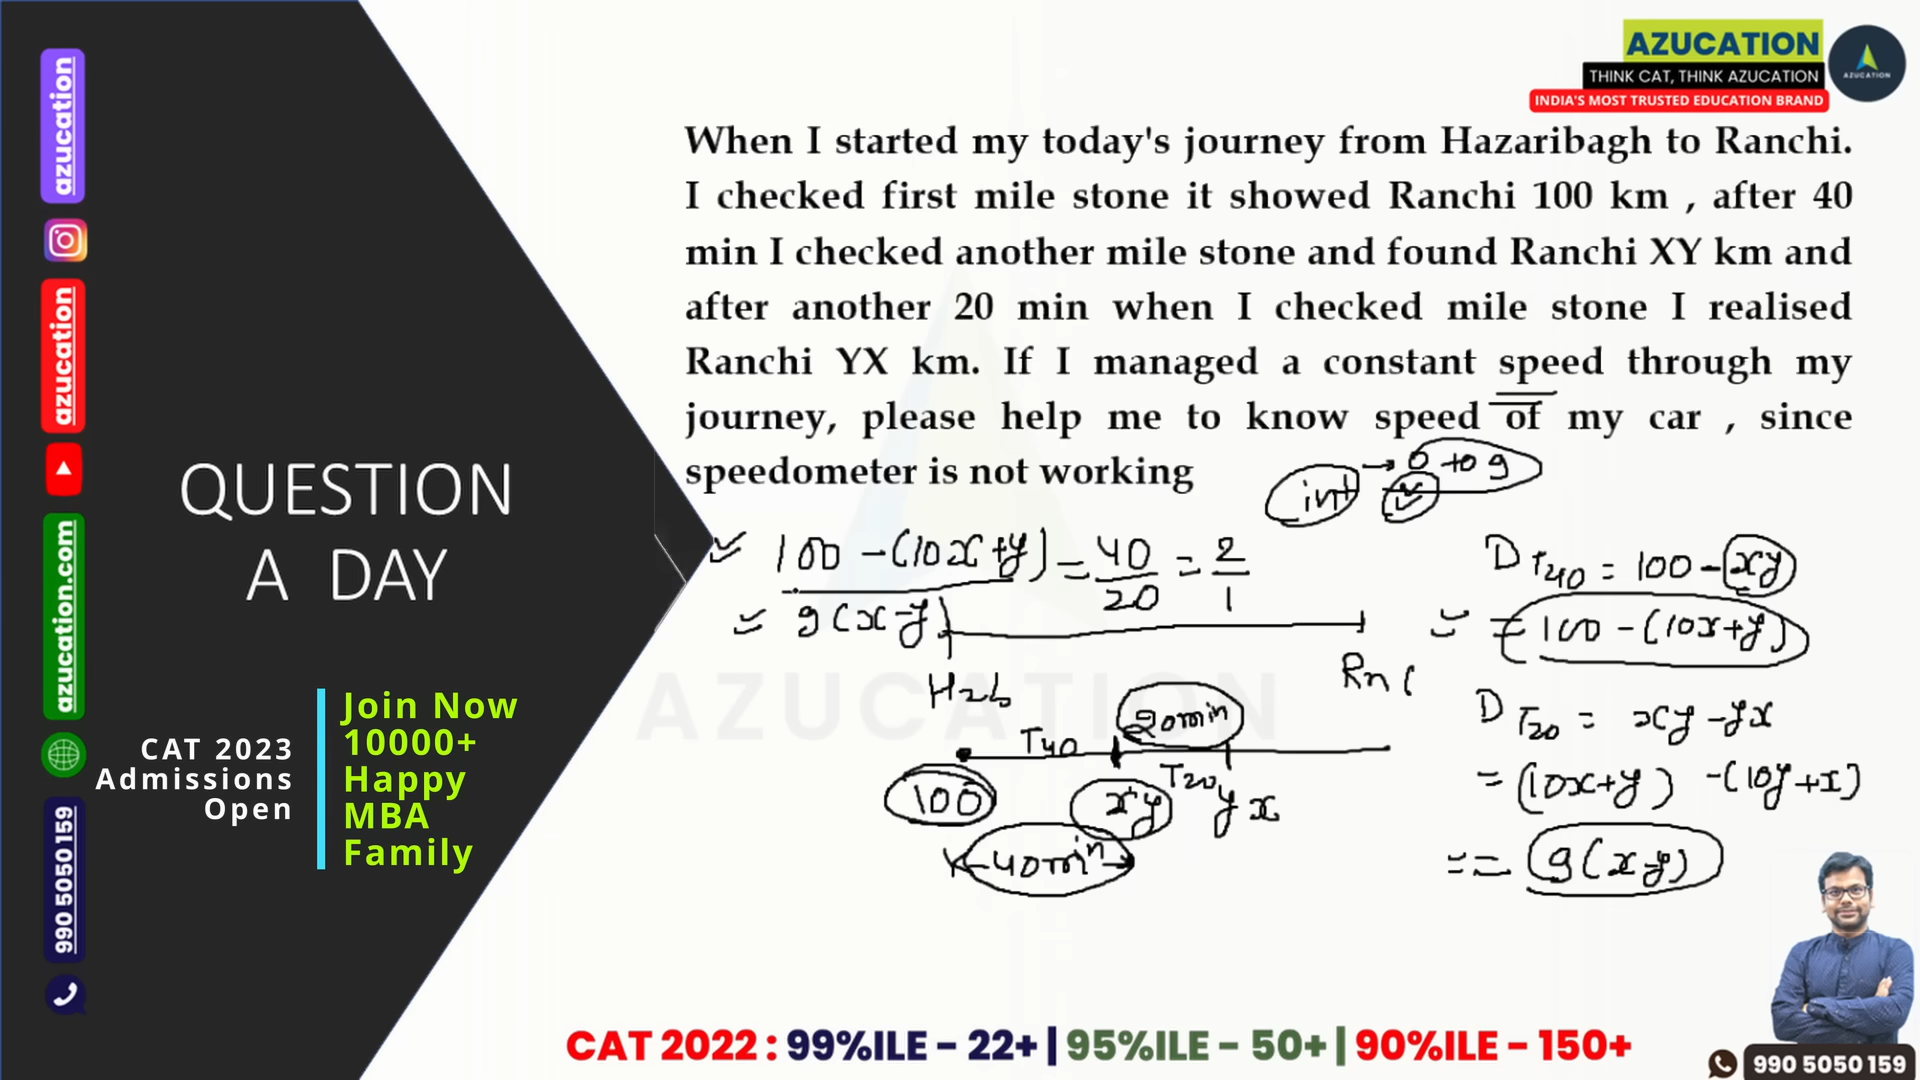 azucation
azucation
azucation.com
990 5050 159
QUESTION
A DAY
CAT 2023
Admissions
Open
Join Now
10000+
Happy
MBA
Family
AZUCATION
THINK CAT, THINK AZUCATION
INDIA'S MOST TRUSTED EDUCATION BRAND
AZUCATION
When I started my today's journey from Hazaribagh to Ranchi.
I checked first mile stone it showed Ranchi 100 km , after 40
min I checked another mile stone and found Ranchi XY km and
after another 20 min when I checked mile stone I realised
Ranchi YX km. If I managed a constant speed through my
journey, please help me to know speed of my car , since
speedometer is not working
int → 0 to 9
100 - (10x+y) = 40 = 2
9(x-y) 20 1
Hzb
Rnc
T40
20min
T20
100
xy
yx
40min
D T40 = 100 - xy
= 100 - (10x+y)
D T20 = xy - yx
= (10x+y) - (10y+x)
= 9(x-y)
AZUCATION
CAT 2022 : 99%ILE - 22+ | 95%ILE - 50+ | 90%ILE - 150+
990 5050 159